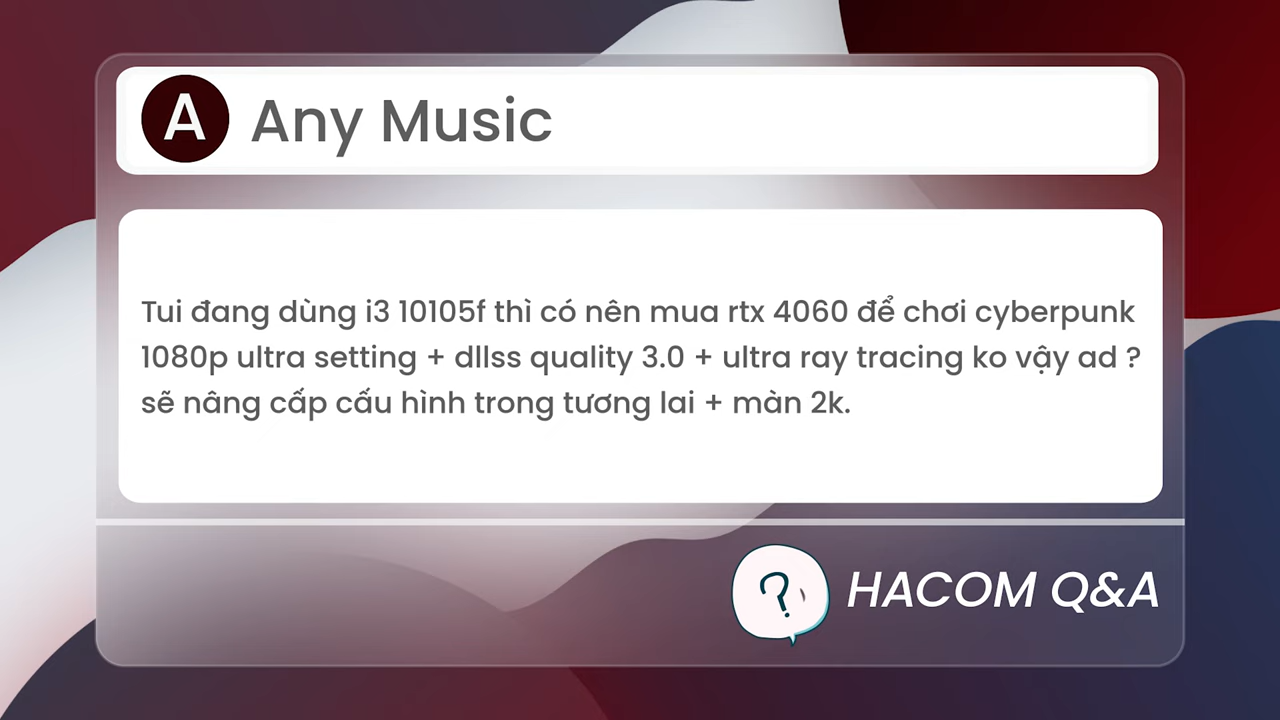 A
Any Music
Tui đang dùng i3 10105f thì có nên mua rtx 4060 để chơi cyberpunk
1080p ultra setting + dllss quality 3.0 + ultra ray tracing ko vậy ad ?
sẽ nâng cấp cấu hình trong tương lai + màn 2k.
?
HACOM Q&A